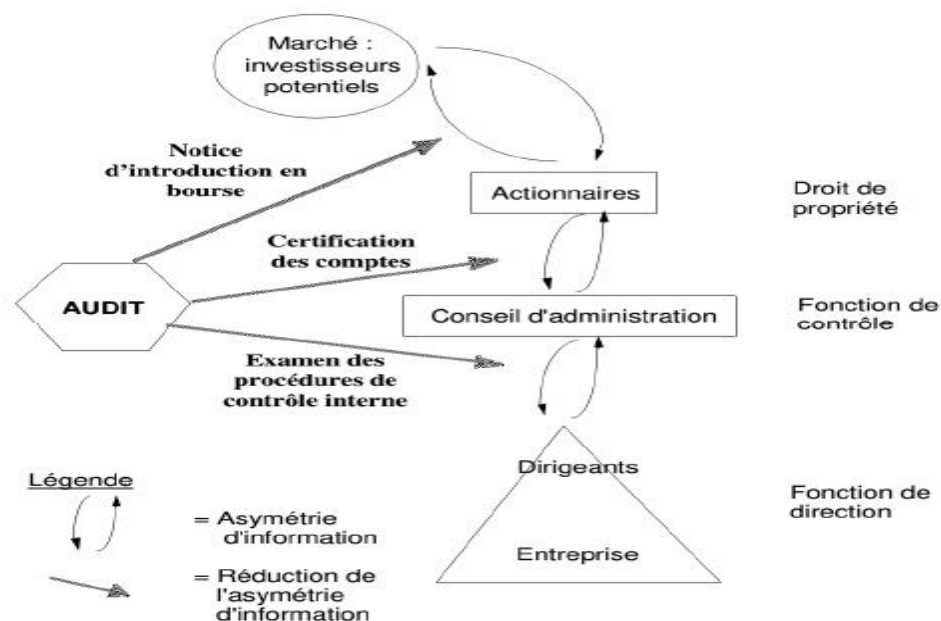 Marché :
investisseurs
potentiels
Notice
d'introduction en
bourse
Actionnaires
Droit de
propriété
Certification
des comptes
AUDIT
Conseil d'administration
Fonction de
contrôle
Examen des
procédures de
contrôle interne
Dirigeants
Entreprise
Fonction de
direction
Légende
= Asymétrie
d'information
= Réduction de
l'asymétrie
d'information